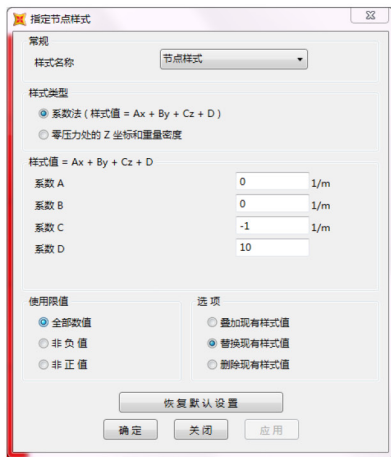 指定节点样式
常规
样式名称 节点样式
样式类型
系数法 ( 样式值 = Ax + By + Cz + D )
零压力处的 Z 坐标和重量密度
样式值 = Ax + By + Cz + D
系数 A 0 1/m
系数 B 0 1/m
系数 C -1 1/m
系数 D 10
使用限值 选 项
全部数值 叠加现有样式值
非 负 值 替换现有样式值
非 正 值 删除现有样式值
恢复默认设置
确 定 关 闭 应 用